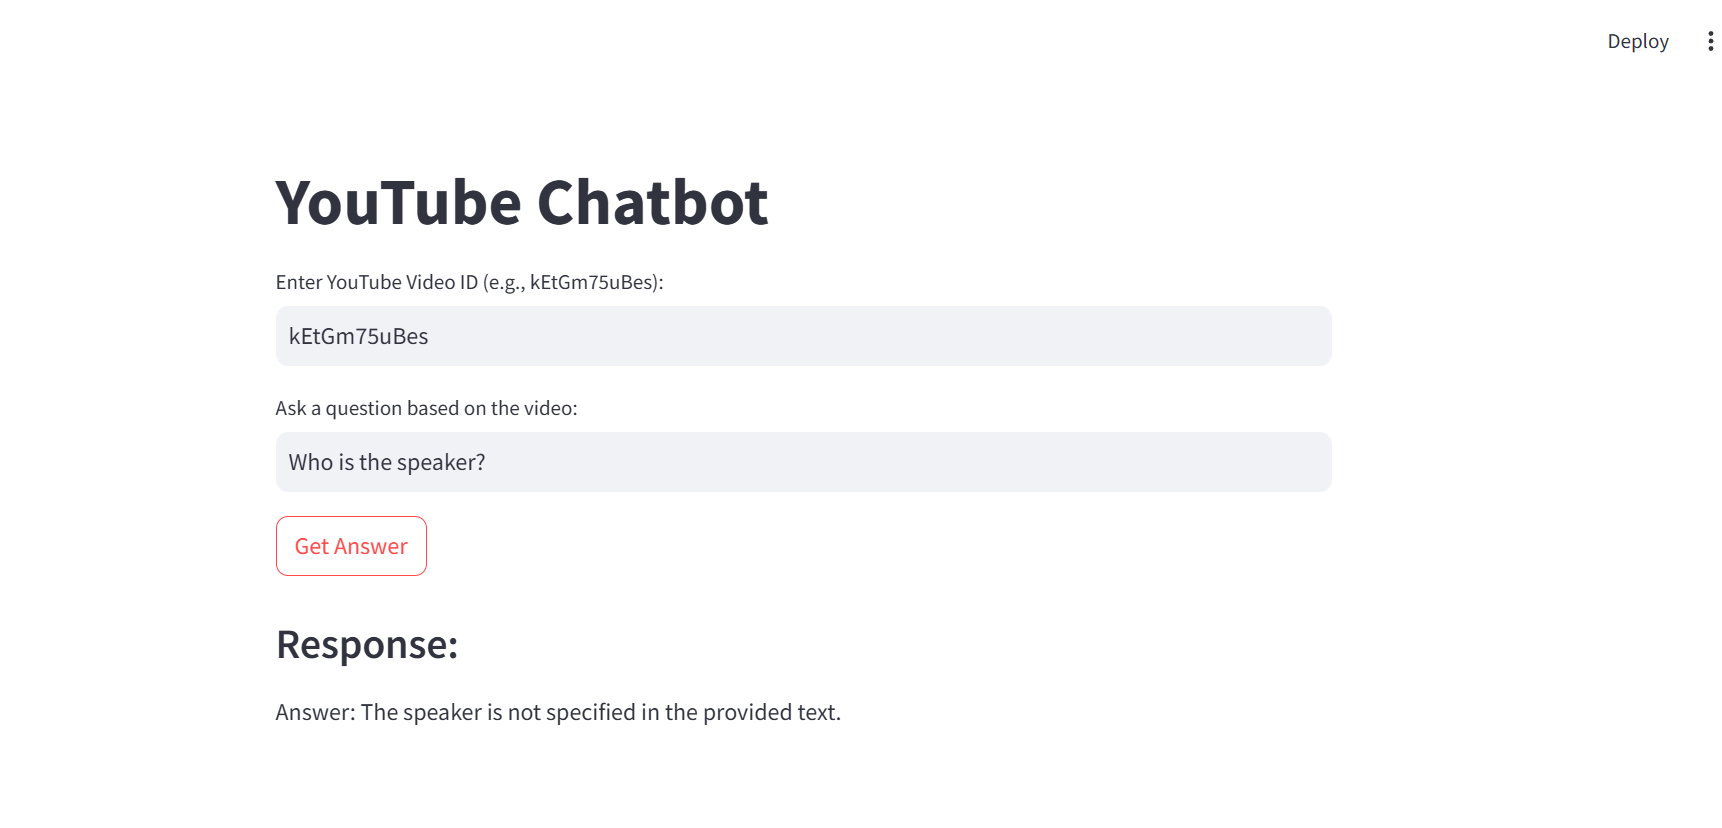 Deploy
YouTube Chatbot
Enter YouTube Video ID (e.g., kEtGm75uBes):
kEtGm75uBes
Ask a question based on the video:
Who is the speaker?
Get Answer
Response:
Answer: The speaker is not specified in the provided text.